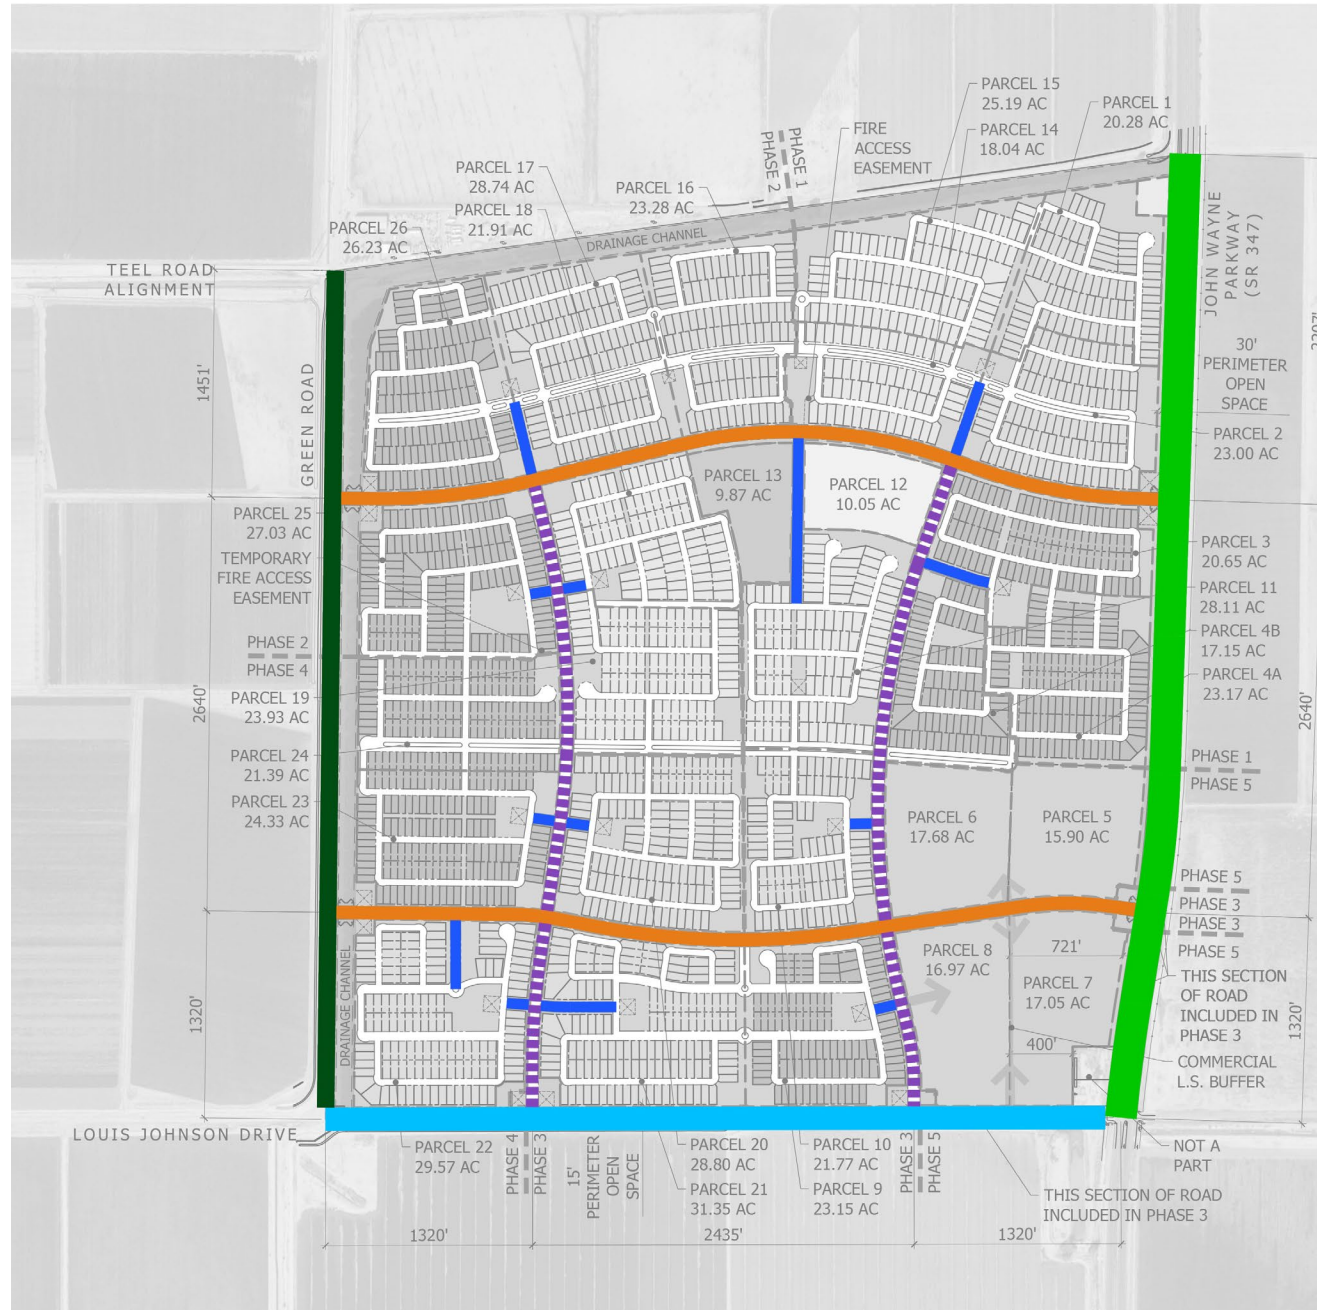 PARCEL 15
25.19 AC
PARCEL 1
20.28 AC
FIRE
ACCESS
EASEMENT
PARCEL 14
18.04 AC
PHASE 1
PHASE 2
PARCEL 17
28.74 AC
PARCEL 16
23.28 AC
PARCEL 18
21.91 AC
PARCEL 26
26.23 AC
DRAINAGE CHANNEL
JOHN WAYNE
PARKWAY
(SR 347)
TEEL ROAD
ALIGNMENT
1451'
GREEN ROAD
30'
PERIMETER
OPEN
SPACE
PARCEL 2
23.00 AC
PARCEL 13
9.87 AC
PARCEL 12
10.05 AC
PARCEL 25
27.03 AC
TEMPORARY
FIRE ACCESS
EASEMENT
PARCEL 3
20.65 AC
PARCEL 11
28.11 AC
PARCEL 4B
17.15 AC
PARCEL 4A
23.17 AC
PHASE 2
PHASE 4
PARCEL 19
23.93 AC
2640'
2640'
PARCEL 24
21.39 AC
PARCEL 23
24.33 AC
PHASE 1
PHASE 5
PARCEL 6
17.68 AC
PARCEL 5
15.90 AC
PHASE 5
PHASE 3
PHASE 3
PHASE 5
PARCEL 8
16.97 AC
721'
PARCEL 7
17.05 AC
THIS SECTION
OF ROAD
INCLUDED IN
PHASE 3
1320'
1320'
DRAINAGE CHANNEL
400'
COMMERCIAL
L.S. BUFFER
LOUIS JOHNSON DRIVE
PARCEL 22
29.57 AC
PHASE 4
PHASE 3
15'
PERIMETER
OPEN
SPACE
PARCEL 20
28.80 AC
PARCEL 21
31.35 AC
PARCEL 10
21.77 AC
PARCEL 9
23.15 AC
PHASE 3
PHASE 5
NOT A
PART
THIS SECTION OF ROAD
INCLUDED IN PHASE 3
1320'
2435'
1320'